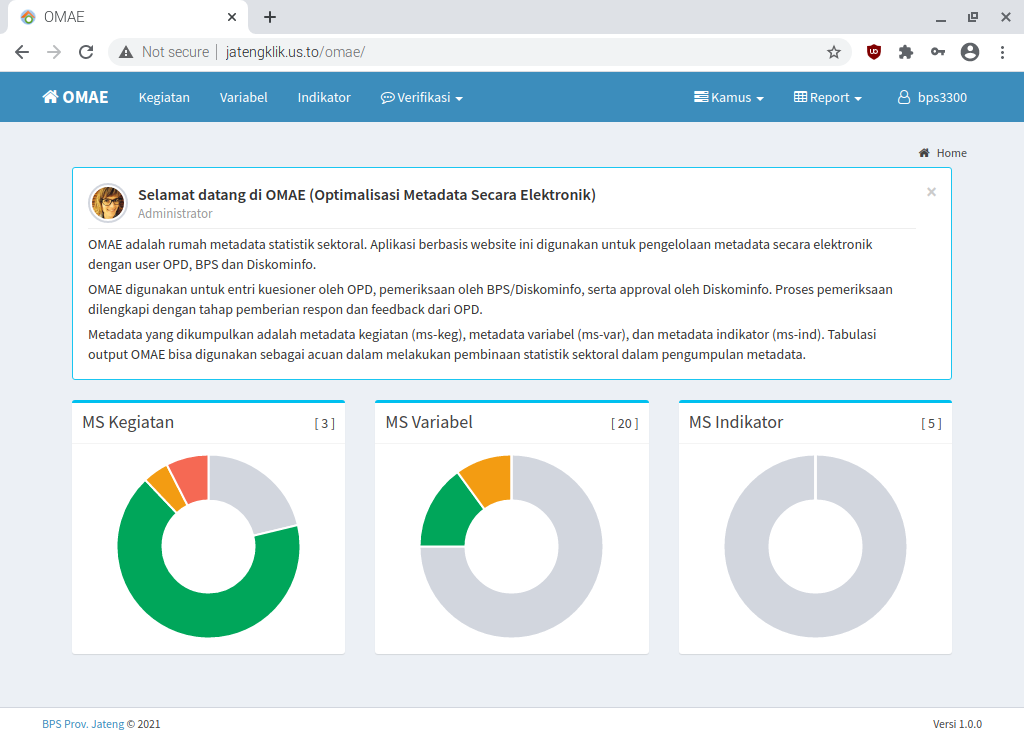 OMAE
Not secure | jatengklik.us.to/omae/
OMAE Kegiatan Variabel Indikator Verifikasi Kamus Report bps3300
Home
Selamat datang di OMAE (Optimalisasi Metadata Secara Elektronik) ×
Administrator
OMAE adalah rumah metadata statistik sektoral. Aplikasi berbasis website ini digunakan untuk pengelolaan metadata secara elektronik
dengan user OPD, BPS dan Diskominfo.
OMAE digunakan untuk entri kuesioner oleh OPD, pemeriksaan oleh BPS/Diskominfo, serta approval oleh Diskominfo. Proses pemeriksaan
dilengkapi dengan tahap pemberian respon dan feedback dari OPD.
Metadata yang dikumpulkan adalah metadata kegiatan (ms-keg), metadata variabel (ms-var), dan metadata indikator (ms-ind). Tabulasi
output OMAE bisa digunakan sebagai acuan dalam melakukan pembinaan statistik sektoral dalam pengumpulan metadata.
MS Kegiatan [ 3 ]
MS Variabel [ 20 ]
MS Indikator [ 5 ]
BPS Prov. Jateng © 2021 Versi 1.0.0